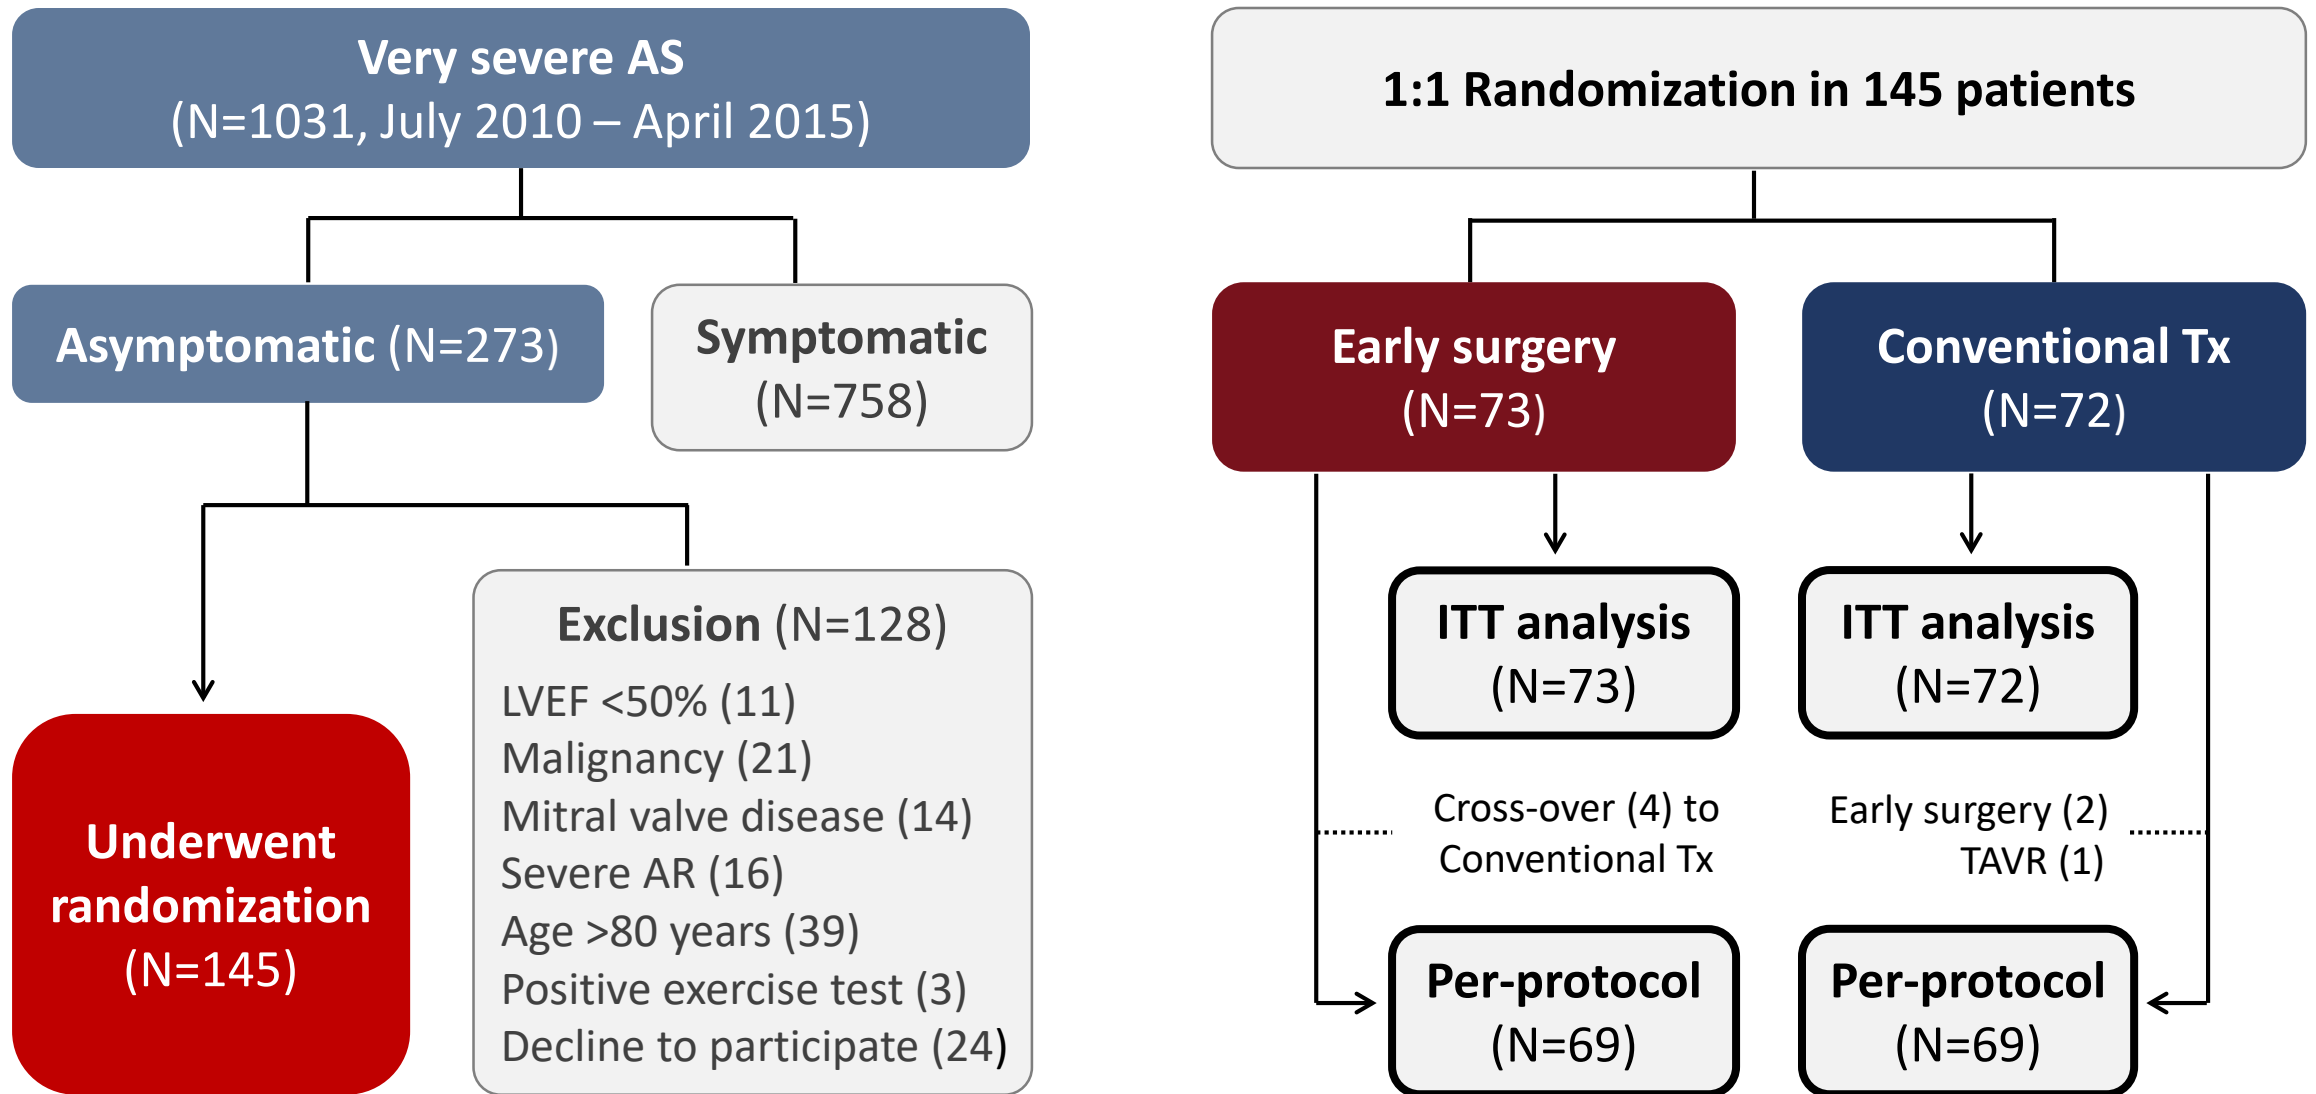 Very severe AS
(N=1031, July 2010 – April 2015)
Asymptomatic (N=273)
Symptomatic
(N=758)
Underwent
randomization
(N=145)
Exclusion (N=128)
LVEF <50% (11)
Malignancy (21)
Mitral valve disease (14)
Severe AR (16)
Age >80 years (39)
Positive exercise test (3)
Decline to participate (24)
1:1 Randomization in 145 patients
Early surgery
(N=73)
Conventional Tx
(N=72)
ITT analysis
(N=73)
ITT analysis
(N=72)
Cross-over (4) to
Conventional Tx
Early surgery (2)
TAVR (1)
Per-protocol
(N=69)
Per-protocol
(N=69)